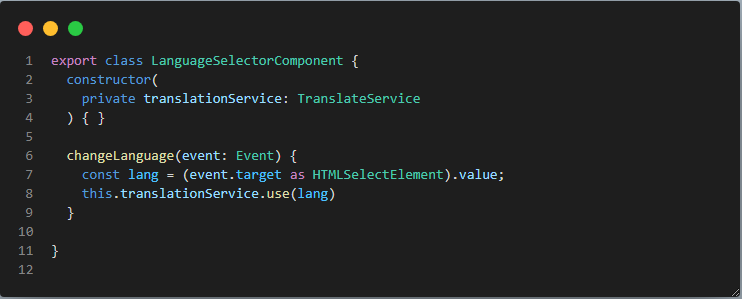 1 export class LanguageSelectorComponent {
2   constructor(
3     private translationService: TranslateService
4   ) { }
5
6   changeLanguage(event: Event) {
7     const lang = (event.target as HTMLSelectElement).value;
8     this.translationService.use(lang)
9   }
10
11 }
12